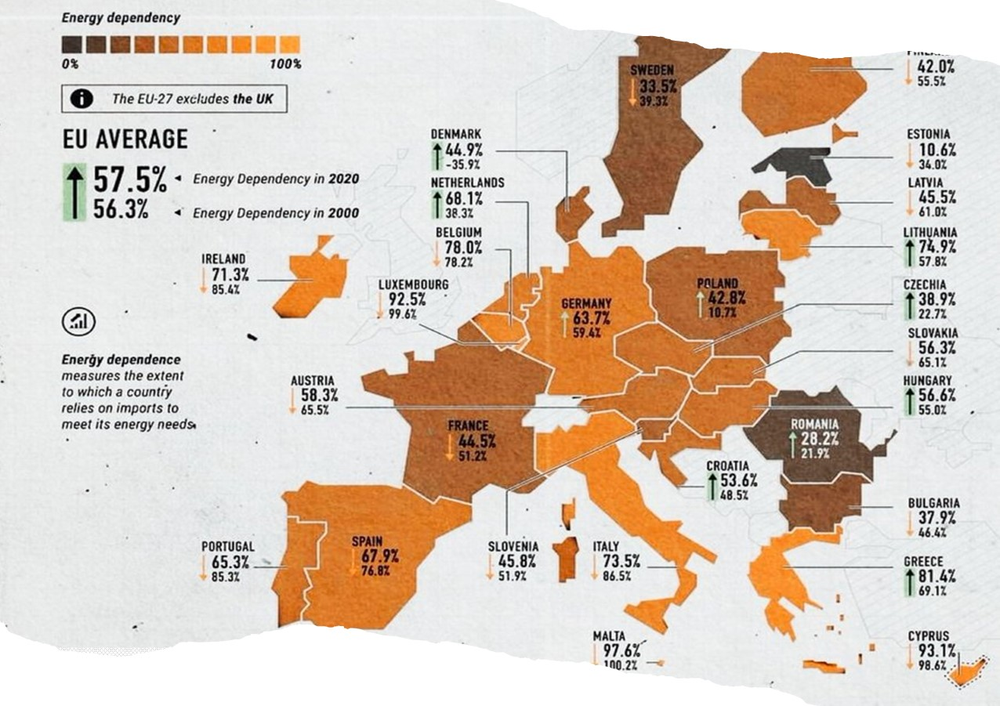 Energy dependency
0% 100%
The EU-27 excludes the UK
EU AVERAGE
57.5% Energy Dependency in 2020
56.3% Energy Dependency in 2000
SWEDEN
33.5%
39.3%
FINLAND
42.0%
55.5%
DENMARK
44.9%
-35.9%
ESTONIA
10.6%
34.0%
NETHERLANDS
68.1%
38.3%
LATVIA
45.5%
61.0%
BELGIUM
78.0%
78.2%
LITHUANIA
74.9%
57.8%
IRELAND
71.3%
85.4%
LUXEMBOURG
92.5%
99.6%
GERMANY
63.7%
59.4%
POLAND
42.8%
10.7%
CZECHIA
38.9%
22.7%
SLOVAKIA
56.3%
65.1%
Energy dependence
measures the extent
to which a country
relies on imports to
meet its energy needs.
AUSTRIA
58.3%
65.5%
HUNGARY
56.6%
55.0%
FRANCE
44.5%
51.2%
ROMANIA
28.2%
21.9%
CROATIA
53.6%
48.5%
BULGARIA
37.9%
46.4%
PORTUGAL
65.3%
85.3%
SPAIN
67.9%
76.8%
SLOVENIA
45.8%
51.9%
ITALY
73.5%
86.5%
GREECE
81.4%
69.1%
MALTA
97.6%
100.2%
CYPRUS
93.1%
98.6%